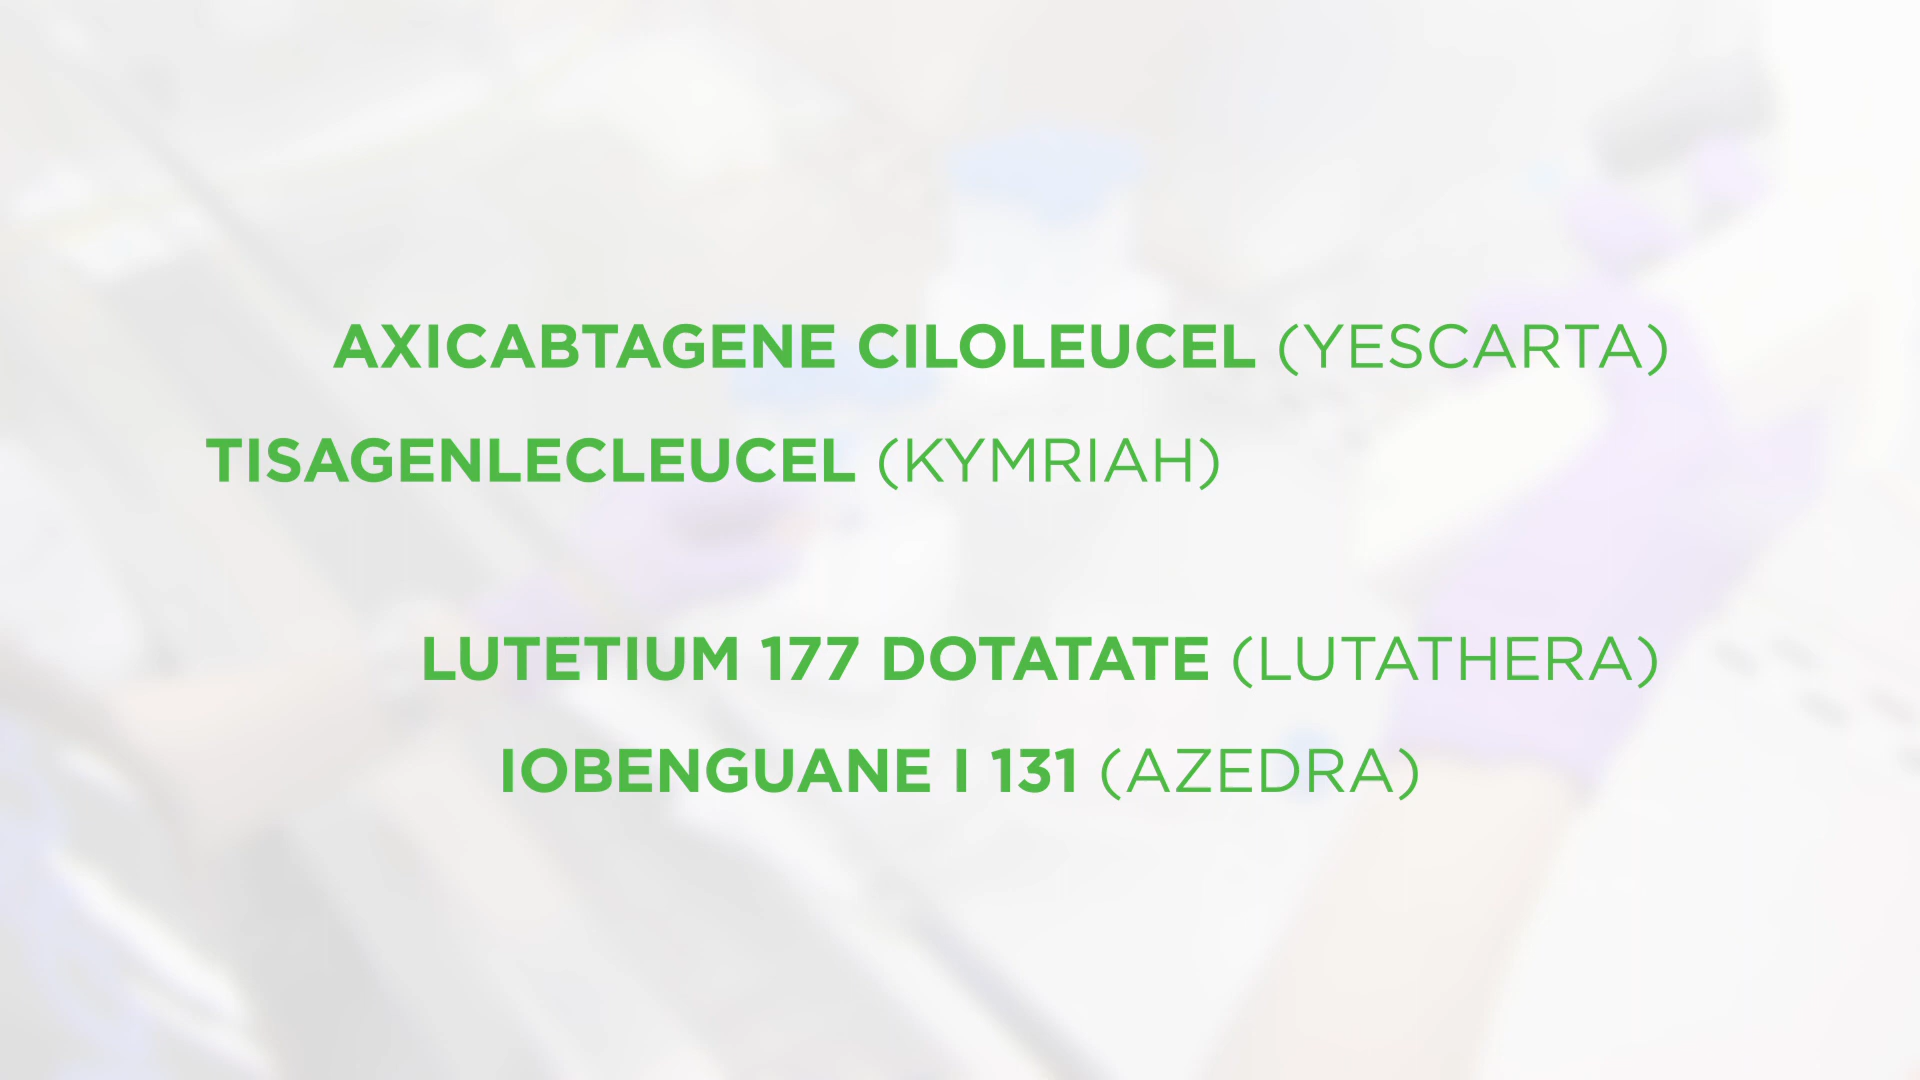 AXICABTAGENE CILOLEUCEL (YESCARTA)
TISAGENLECLEUCEL (KYMRIAH)
LUTETIUM 177 DOTATATE (LUTATHERA)
IOBENGUANE I 131 (AZEDRA)